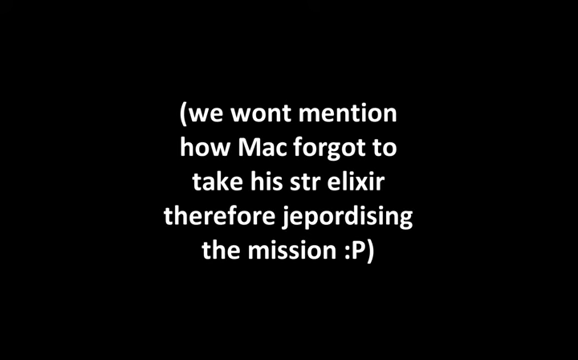 (we wont mention
how Mac forgot to
take his str elixir
therefore jepordising
the mission :P)